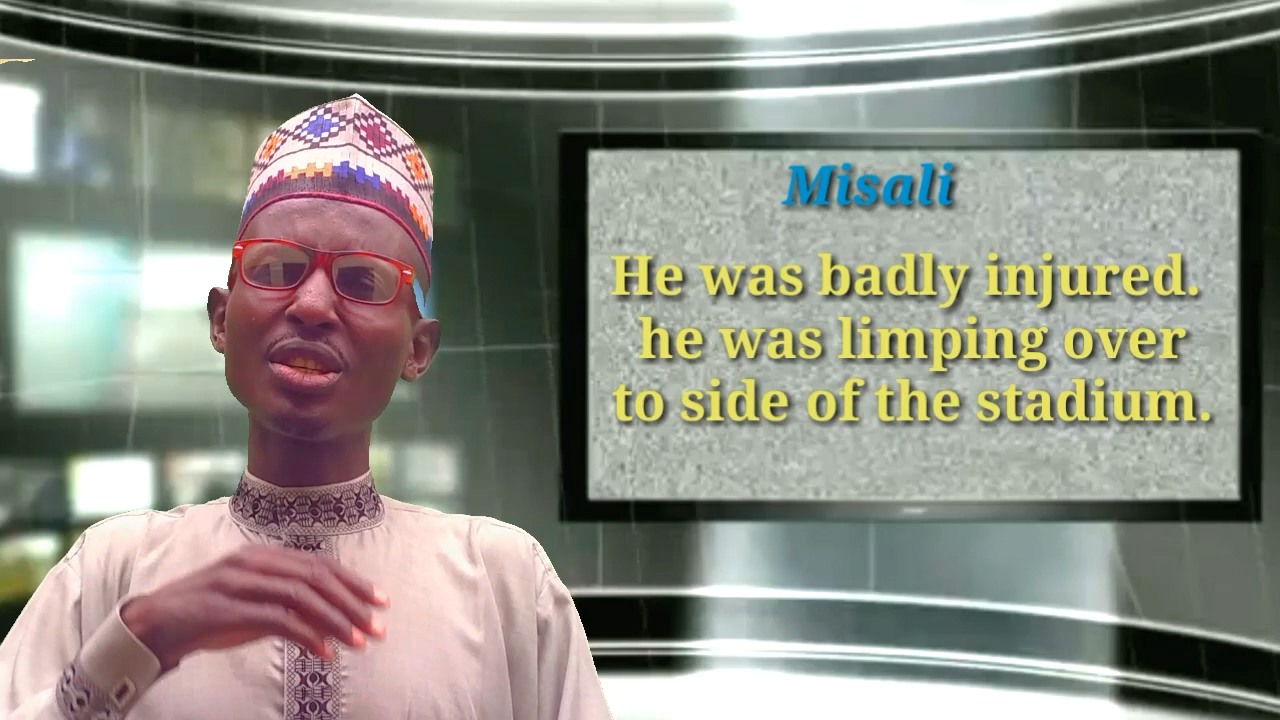 Misali
He was badly injured.
he was limping over
to side of the stadium.